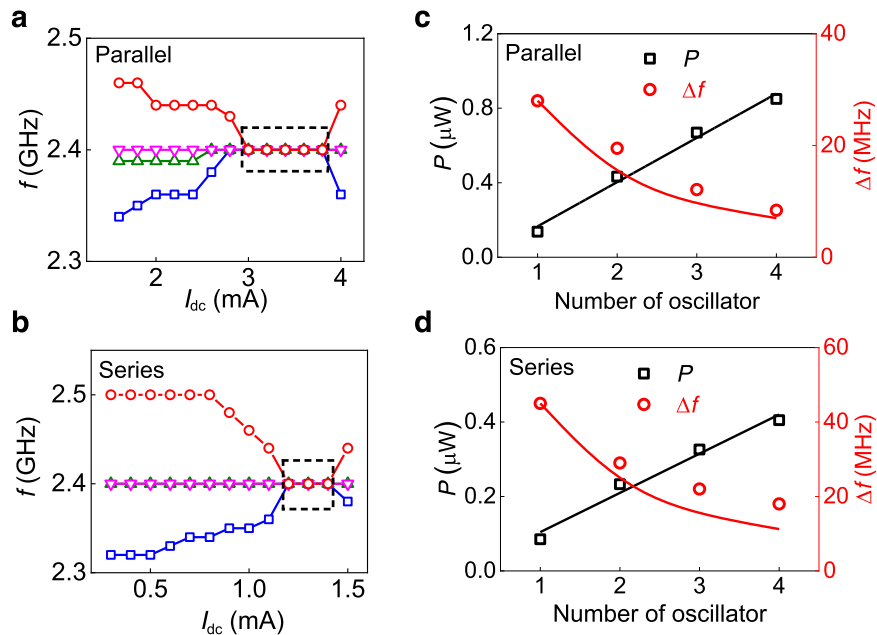 a
Parallel
2.5
2.4
2.3
f (GHz)
2 3 4
Idc (mA)
b
Series
2.5
2.4
2.3
f (GHz)
0.5 1.0 1.5
Idc (mA)
c
Parallel
P
Δf
1.2
0.8
0.4
0.0
P (μW)
40
20
0
Δf (MHz)
1 2 3 4
Number of oscillator
d
Series
P
Δf
0.6
0.4
0.2
0.0
P (μW)
60
40
20
0
Δf (MHz)
1 2 3 4
Number of oscillator